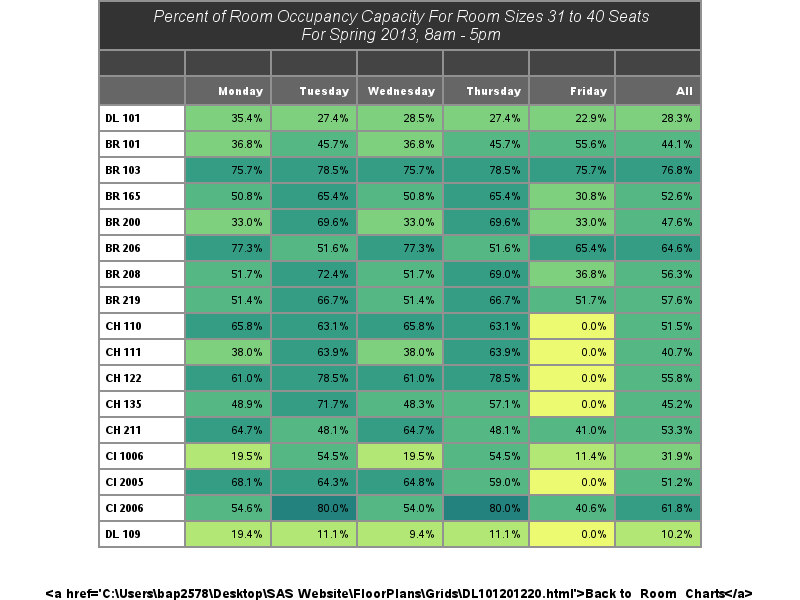 Percent of Room Occupancy Capacity For Room Sizes 31 to 40 Seats
For Spring 2013, 8am - 5pm
Monday Tuesday Wednesday Thursday Friday All
DL 101 35.4% 27.4% 28.5% 27.4% 22.9% 28.3%
BR 101 36.8% 45.7% 36.8% 45.7% 55.6% 44.1%
BR 103 75.7% 78.5% 75.7% 78.5% 75.7% 76.8%
BR 165 50.8% 65.4% 50.8% 65.4% 30.8% 52.6%
BR 200 33.0% 69.6% 33.0% 69.6% 33.0% 47.6%
BR 206 77.3% 51.6% 77.3% 51.6% 65.4% 64.6%
BR 208 51.7% 72.4% 51.7% 69.0% 36.8% 56.3%
BR 219 51.4% 66.7% 51.4% 66.7% 51.7% 57.6%
CH 110 65.8% 63.1% 65.8% 63.1% 0.0% 51.5%
CH 111 38.0% 63.9% 38.0% 63.9% 0.0% 40.7%
CH 122 61.0% 78.5% 61.0% 78.5% 0.0% 55.8%
CH 135 48.9% 71.7% 48.3% 57.1% 0.0% 45.2%
CH 211 64.7% 48.1% 64.7% 48.1% 41.0% 53.3%
CI 1006 19.5% 54.5% 19.5% 54.5% 11.4% 31.9%
CI 2005 68.1% 64.3% 64.8% 59.0% 0.0% 51.2%
CI 2006 54.6% 80.0% 54.0% 80.0% 40.6% 61.8%
DL 109 19.4% 11.1% 9.4% 11.1% 0.0% 10.2%
<a href='C:\Users\bap2578\Desktop\SAS Website\FloorPlans\Grids\DL101201220.html'>Back to Room Charts</a>